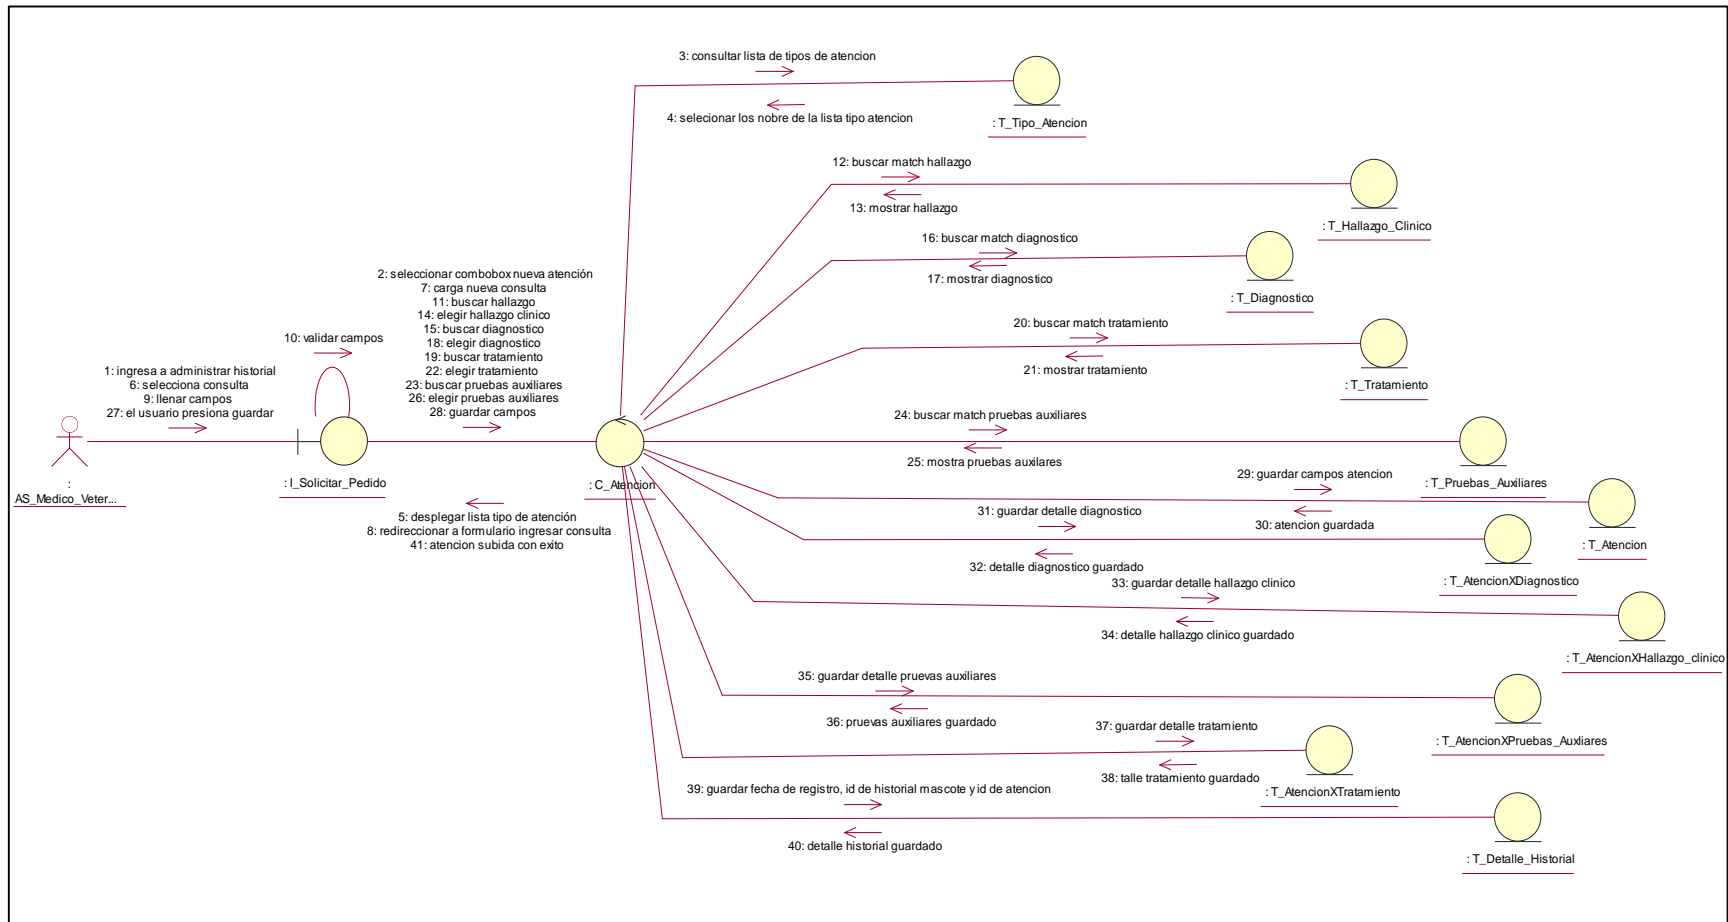 3: consultar lista de tipos de atencion
4: selecionar los nobre de la lista tipo atencion
: T_Tipo_Atencion
12: buscar match hallazgo
13: mostrar hallazgo
: T_Hallazgo_Clinico
16: buscar match diagnostico
17: mostrar diagnostico
: T_Diagnostico
2: seleccionar combobox nueva atención
7: carga nueva consulta
11: buscar hallazgo
14: elegir hallazgo clinico
15: buscar diagnostico
18: elegir diagnostico
19: buscar tratamiento
22: elegir tratamiento
23: buscar pruebas auxiliares
26: elegir pruebas auxiliares
28: guardar campos
10: validar campos
1: ingresa a administrar historial
6: selecciona consulta
9: llenar campos
27: el usuario presiona guardar
20: buscar match tratamiento
21: mostrar tratamiento
: T_Tratamiento
24: buscar match pruebas auxiliares
25: mostra pruebas auxilares
: T_Pruebas_Auxiliares
:
AS_Medico_Veter...
: I_Solicitar_Pedido
: C_Atencion
5: desplegar lista tipo de atención
8: redireccionar a formulario ingresar consulta
41: atencion subida con exito
29: guardar campos atencion
30: atencion guardada
: T_Atencion
31: guardar detalle diagnostico
32: detalle diagnostico guardado
: T_AtencionXDiagnostico
33: guardar detalle hallazgo clinico
34: detalle hallazgo clinico guardado
: T_AtencionXHallazgo_clinico
35: guardar detalle pruevas auxiliares
36: pruevas auxiliares guardado
: T_AtencionXPruebas_Auxliares
37: guardar detalle tratamiento
38: talle tratamiento guardado
: T_AtencionXTratamiento
39: guardar fecha de registro, id de historial mascote y id de atencion
40: detalle historial guardado
: T_Detalle_Historial